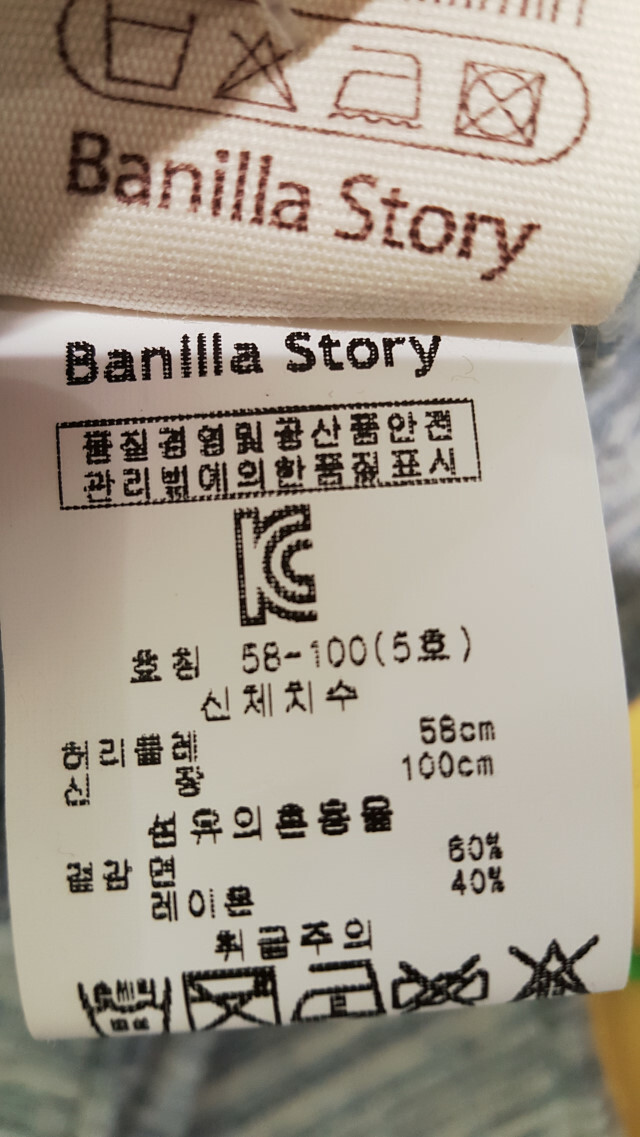 Banilla Story
Banilla Story
품질경영및공산품안전
관리법에의한품질표시
호칭 58-100(5호)
신체치수
허리둘레 58cm
신장 100cm
섬유의혼용율
겉감 면 60%
레이온 40%
취급주의